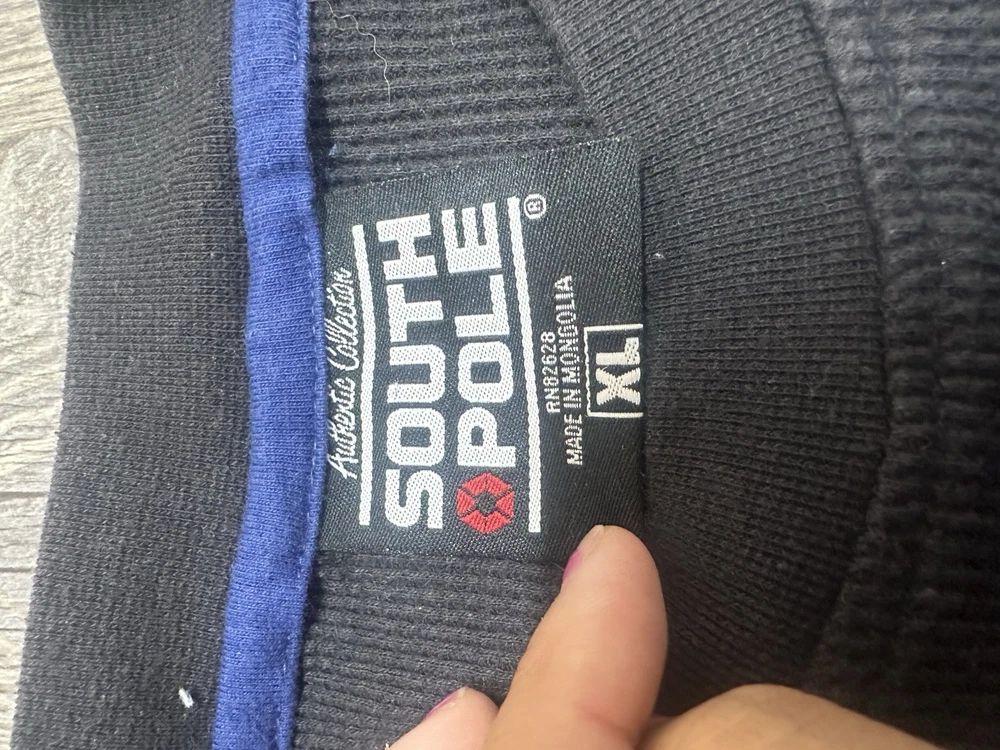 Authentic Collection
SOUTH
POLE®
RN82628
MADE IN MONGOLIA
XL